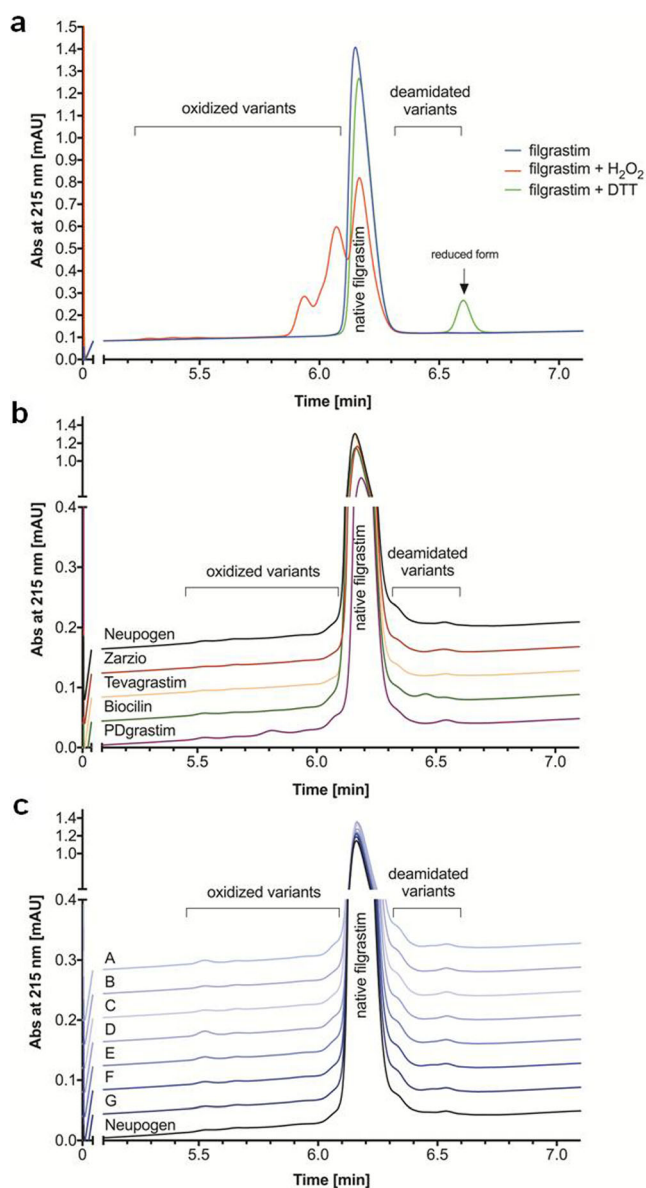 a
1.5
1.4
1.3
1.2
1.1
1.0
0.9
0.8
0.7
0.6
0.5
0.4
0.3
0.2
0.1
0.0
Abs at 215 nm [mAU]
oxidized variants
deamidated
variants
filgrastim
filgrastim + H₂O₂
filgrastim + DTT
native filgrastim
reduced form
0 5.5 6.0 6.5 7.0
Time [min]
b
1.4
1.2
1.0
0.4
0.3
0.2
0.1
0.0
Abs at 215 nm [mAU]
oxidized variants
deamidated
variants
native filgrastim
Neupogen
Zarzio
Tevagrastim
Biocilin
PDgrastim
0 5.5 6.0 6.5 7.0
Time [min]
c
1.4
1.2
1.0
0.4
0.3
0.2
0.1
0.0
Abs at 215 nm [mAU]
oxidized variants
deamidated
variants
native filgrastim
A
B
C
D
E
F
G
Neupogen
0 5.5 6.0 6.5 7.0
Time [min]